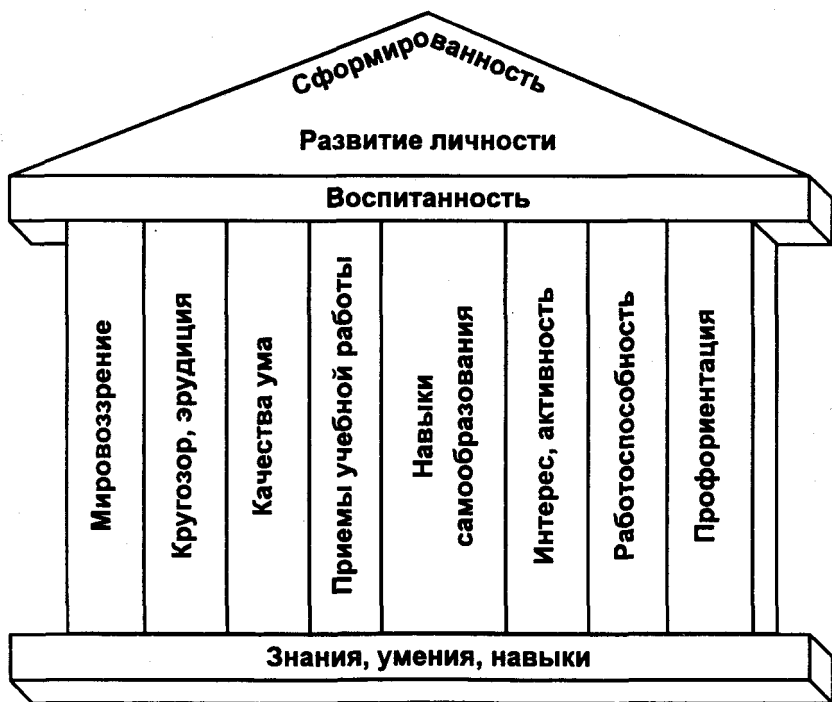 Сформированность
Развитие личности
Воспитанность
Мировоззрение
Кругозор, эрудиция
Качества ума
Приемы учебной работы
Навыки
самообразования
Интерес, активность
Работоспособность
Профориентация
Знания, умения, навыки